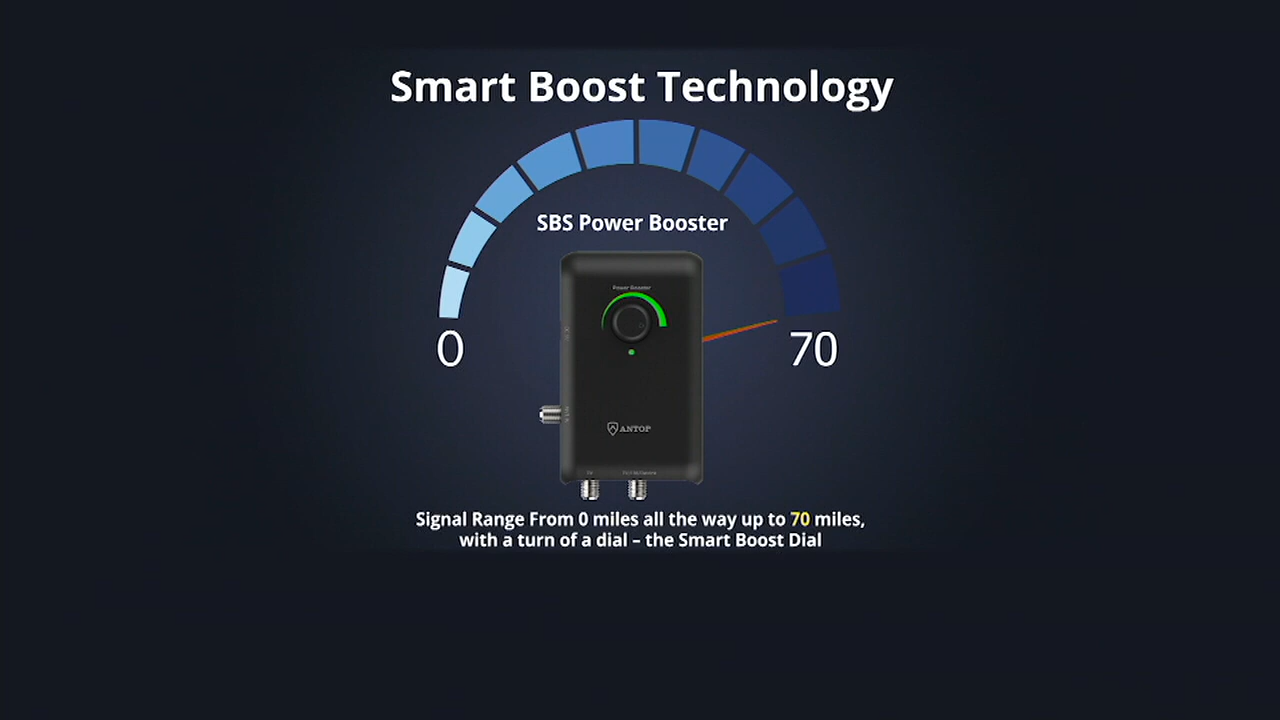 Smart Boost Technology
SBS Power Booster
Power Booster
0
70
ANTOP
TV
Signal Range From 0 miles all the way up to 70 miles,
with a turn of a dial – the Smart Boost Dial